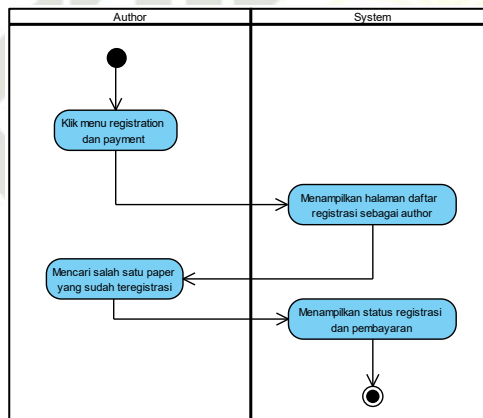 Author
System
Klik menu registration
dan payment
Menampilkan halaman daftar
registrasi sebagai author
Mencari salah satu paper
yang sudah teregistrasi
Menampilkan status registrasi
dan pembayaran